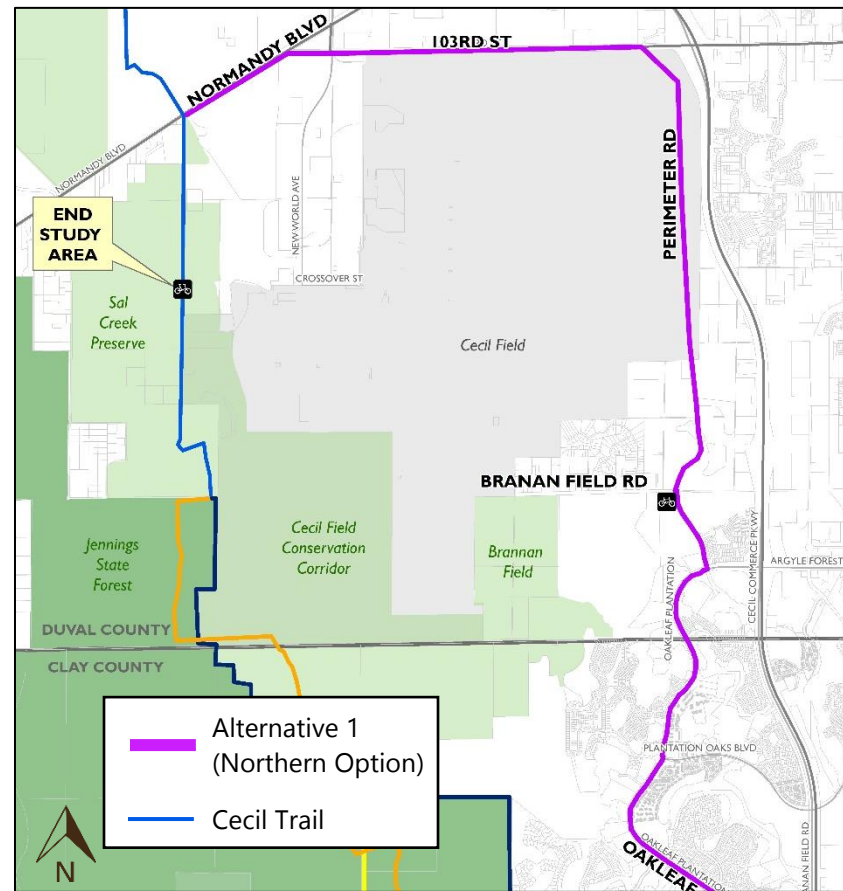 NORMANDY BLVD
103RD ST
NORMANDY BLVD
NEW WORLD AVE
PERIMETER RD
END
STUDY
AREA
CROSSOVER ST
Sal
Creek
Preserve
Cecil Field
BRANAN FIELD RD
Jennings
State
Forest
Cecil Field
Conservation
Corridor
Brannan
Field
OAKLEAF PLANTATION
CECIL COMMERCE PKWY
ARGYLE FOREST
DUVAL COUNTY
CLAY COUNTY
PLANTATION OAKS BLVD
Alternative 1
(Northern Option)
Cecil Trail
N
OAKLEAF PLANTATION
OAKLEAF
BRANAN FIELD RD